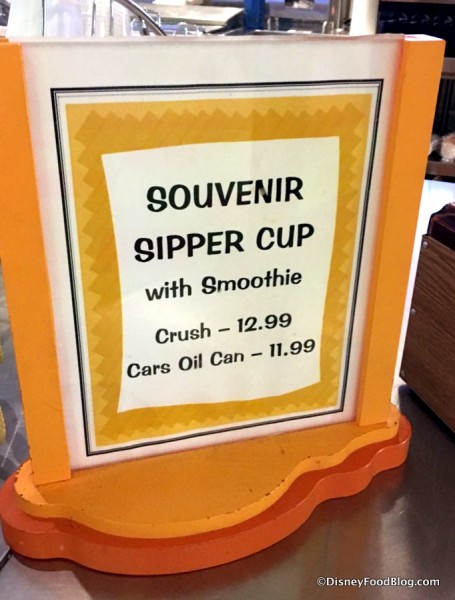 SOUVENIR
SIPPER CUP
with Smoothie
Crush – 12.99
Cars Oil Can – 11.99
©DisneyFoodBlog.com